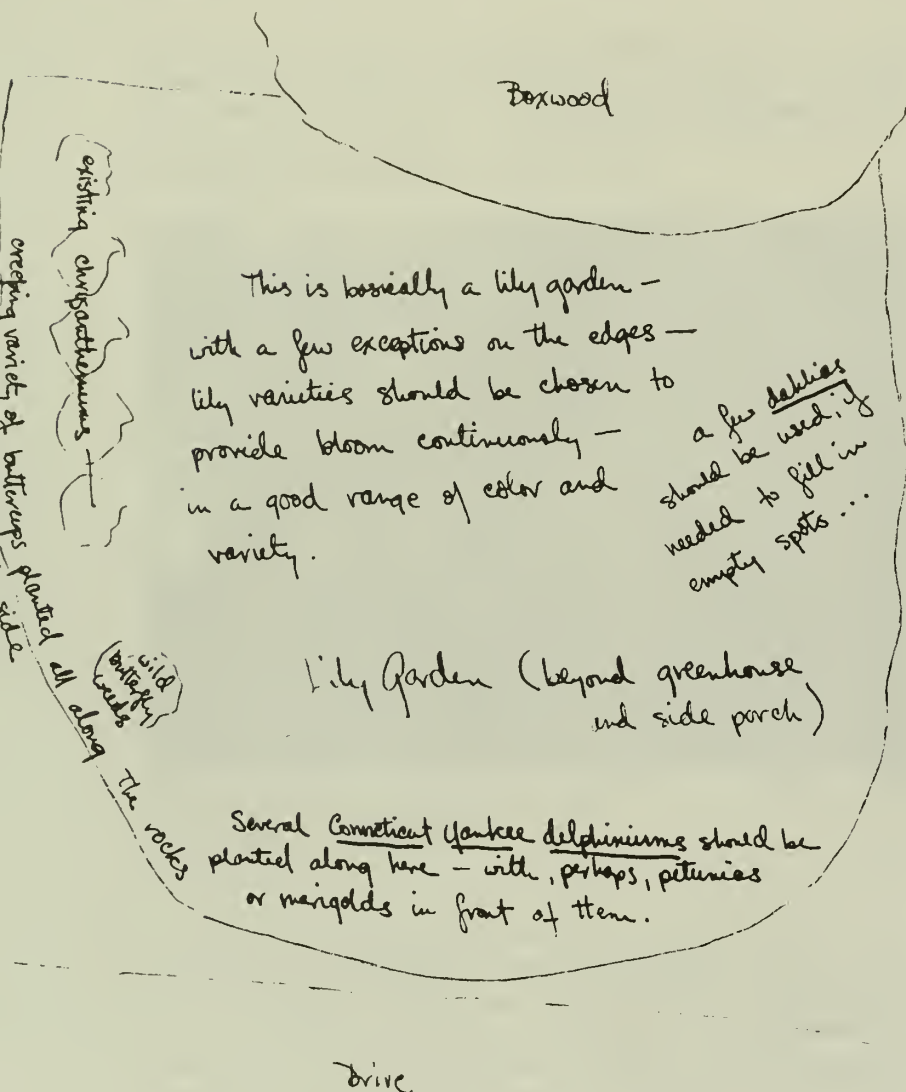 Boxwood
existing chrysanthemums
creeping variety of buttercups planted all along the rocks
side
This is basically a lily garden —
with a few exceptions on the edges —
lily varieties should be chosen to
provide bloom continuously —
in a good range of color and
variety.
a few dahlias
should be used, if
needed to fill in
empty spots...
wild
butterfly
weeds
Lily Garden (beyond greenhouse
end side porch)
Several Connecticut Yankee delphiniums should be
planted along here — with, perhaps, petunias
or marigolds in front of them.
Drive